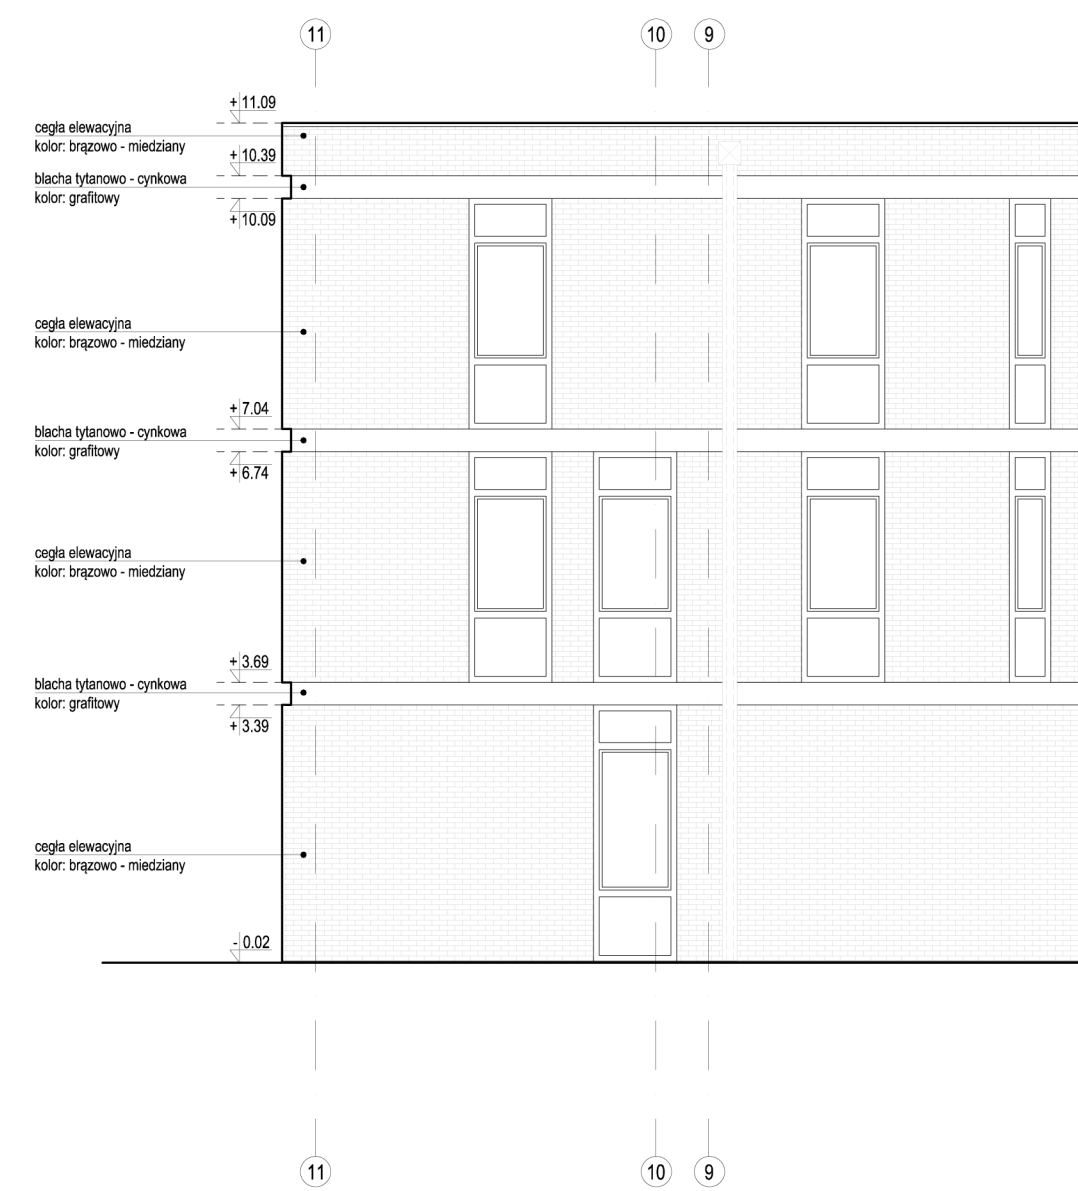 11 10 9
+ 11.09
cegła elewacyjna
kolor: brązowo - miedziany
+ 10.39
blacha tytanowo - cynkowa
kolor: grafitowy
+ 10.09
cegła elewacyjna
kolor: brązowo - miedziany
+ 7.04
blacha tytanowo - cynkowa
kolor: grafitowy
+ 6.74
cegła elewacyjna
kolor: brązowo - miedziany
+ 3.69
blacha tytanowo - cynkowa
kolor: grafitowy
+ 3.39
cegła elewacyjna
kolor: brązowo - miedziany
- 0.02
11 10 9